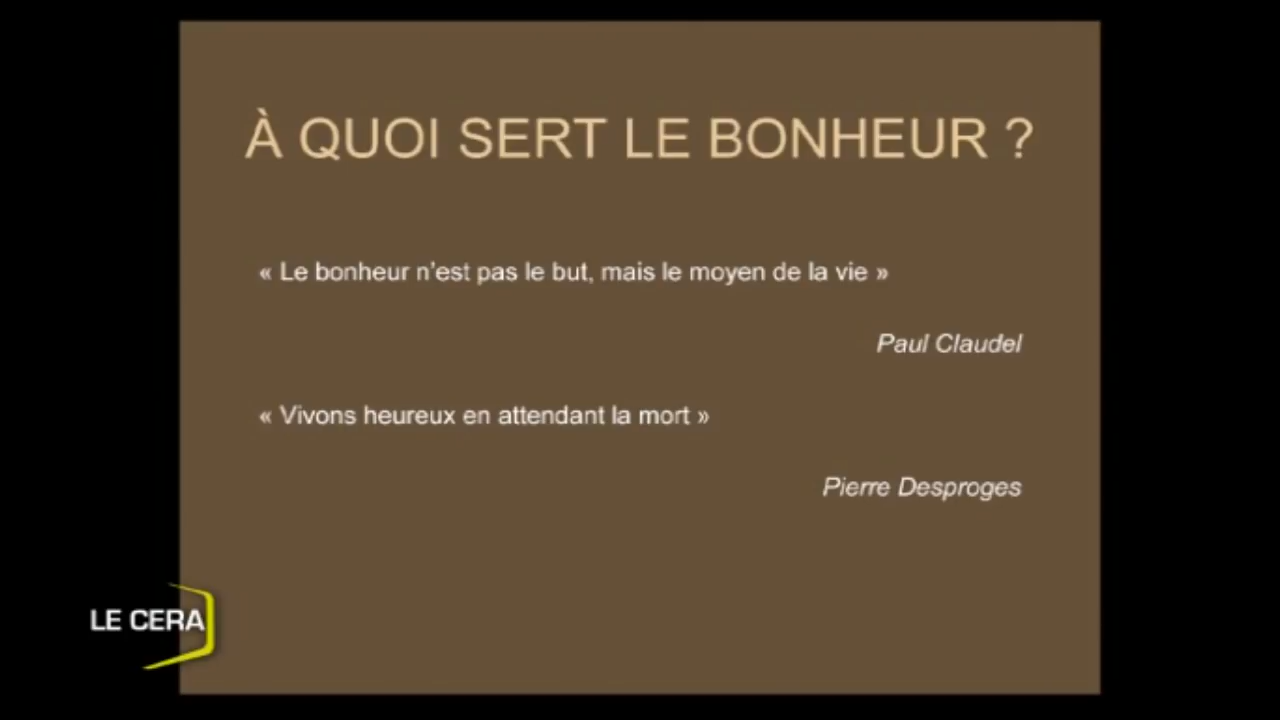 À QUOI SERT LE BONHEUR ?
« Le bonheur n’est pas le but, mais le moyen de la vie »
Paul Claudel
« Vivons heureux en attendant la mort »
Pierre Desproges
LE CERA